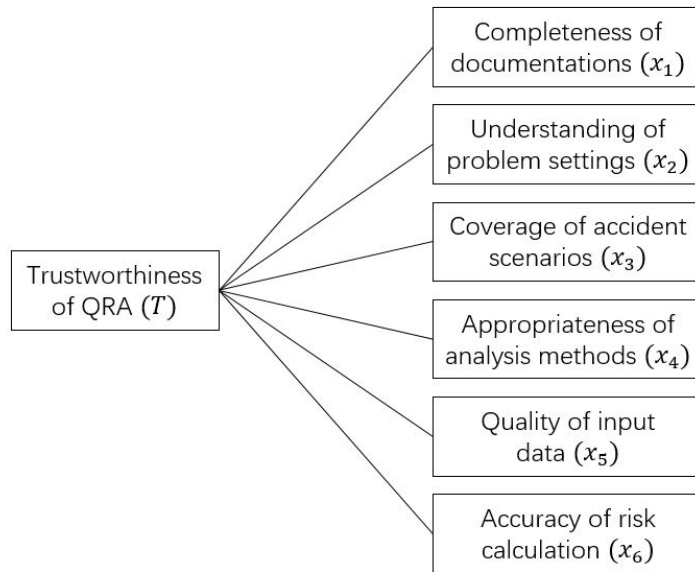 Completeness of
documentations (x₁)
Understanding of
problem settings (x₂)
Coverage of accident
scenarios (x₃)
Trustworthiness
of QRA (T)
Appropriateness of
analysis methods (x₄)
Quality of input
data (x₅)
Accuracy of risk
calculation (x₆)